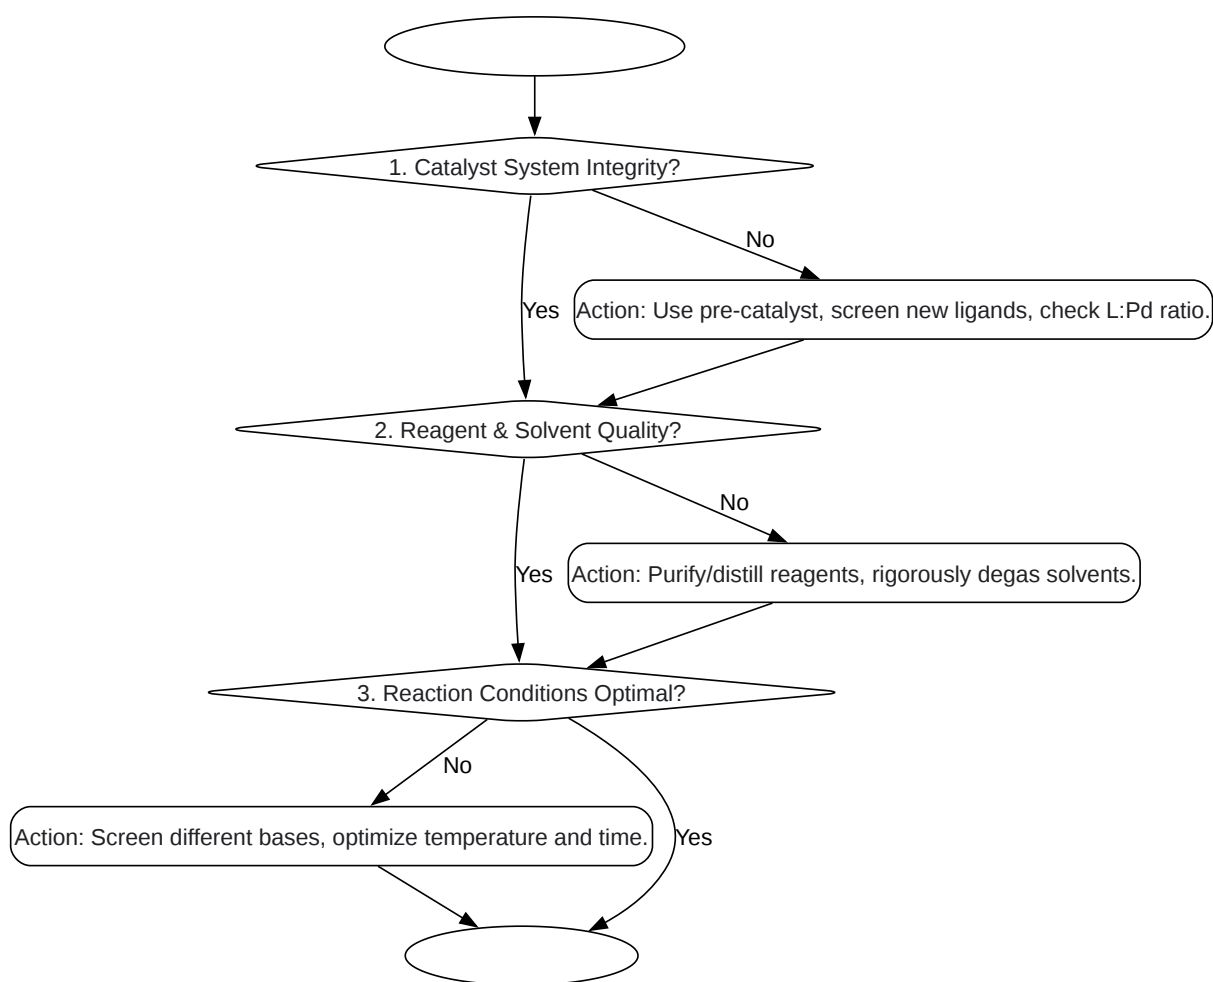 1. Catalyst System Integrity?
No
Yes
Action: Use pre-catalyst, screen new ligands, check L:Pd ratio.
2. Reagent & Solvent Quality?
No
Yes
Action: Purify/distill reagents, rigorously degas solvents.
3. Reaction Conditions Optimal?
No
Action: Screen different bases, optimize temperature and time.
Yes